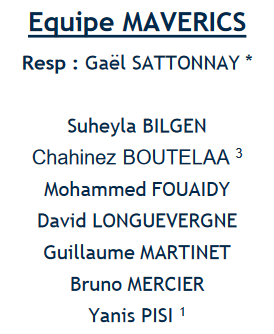 Equipe MAVERICS
Resp : Gaël SATTONNAY *
Suheyla BILGEN
Chahinez BOUTELAA ³
Mohammed FOUAIDY
David LONGUEVERGNE
Guillaume MARTINET
Bruno MERCIER
Yanis PISI ¹